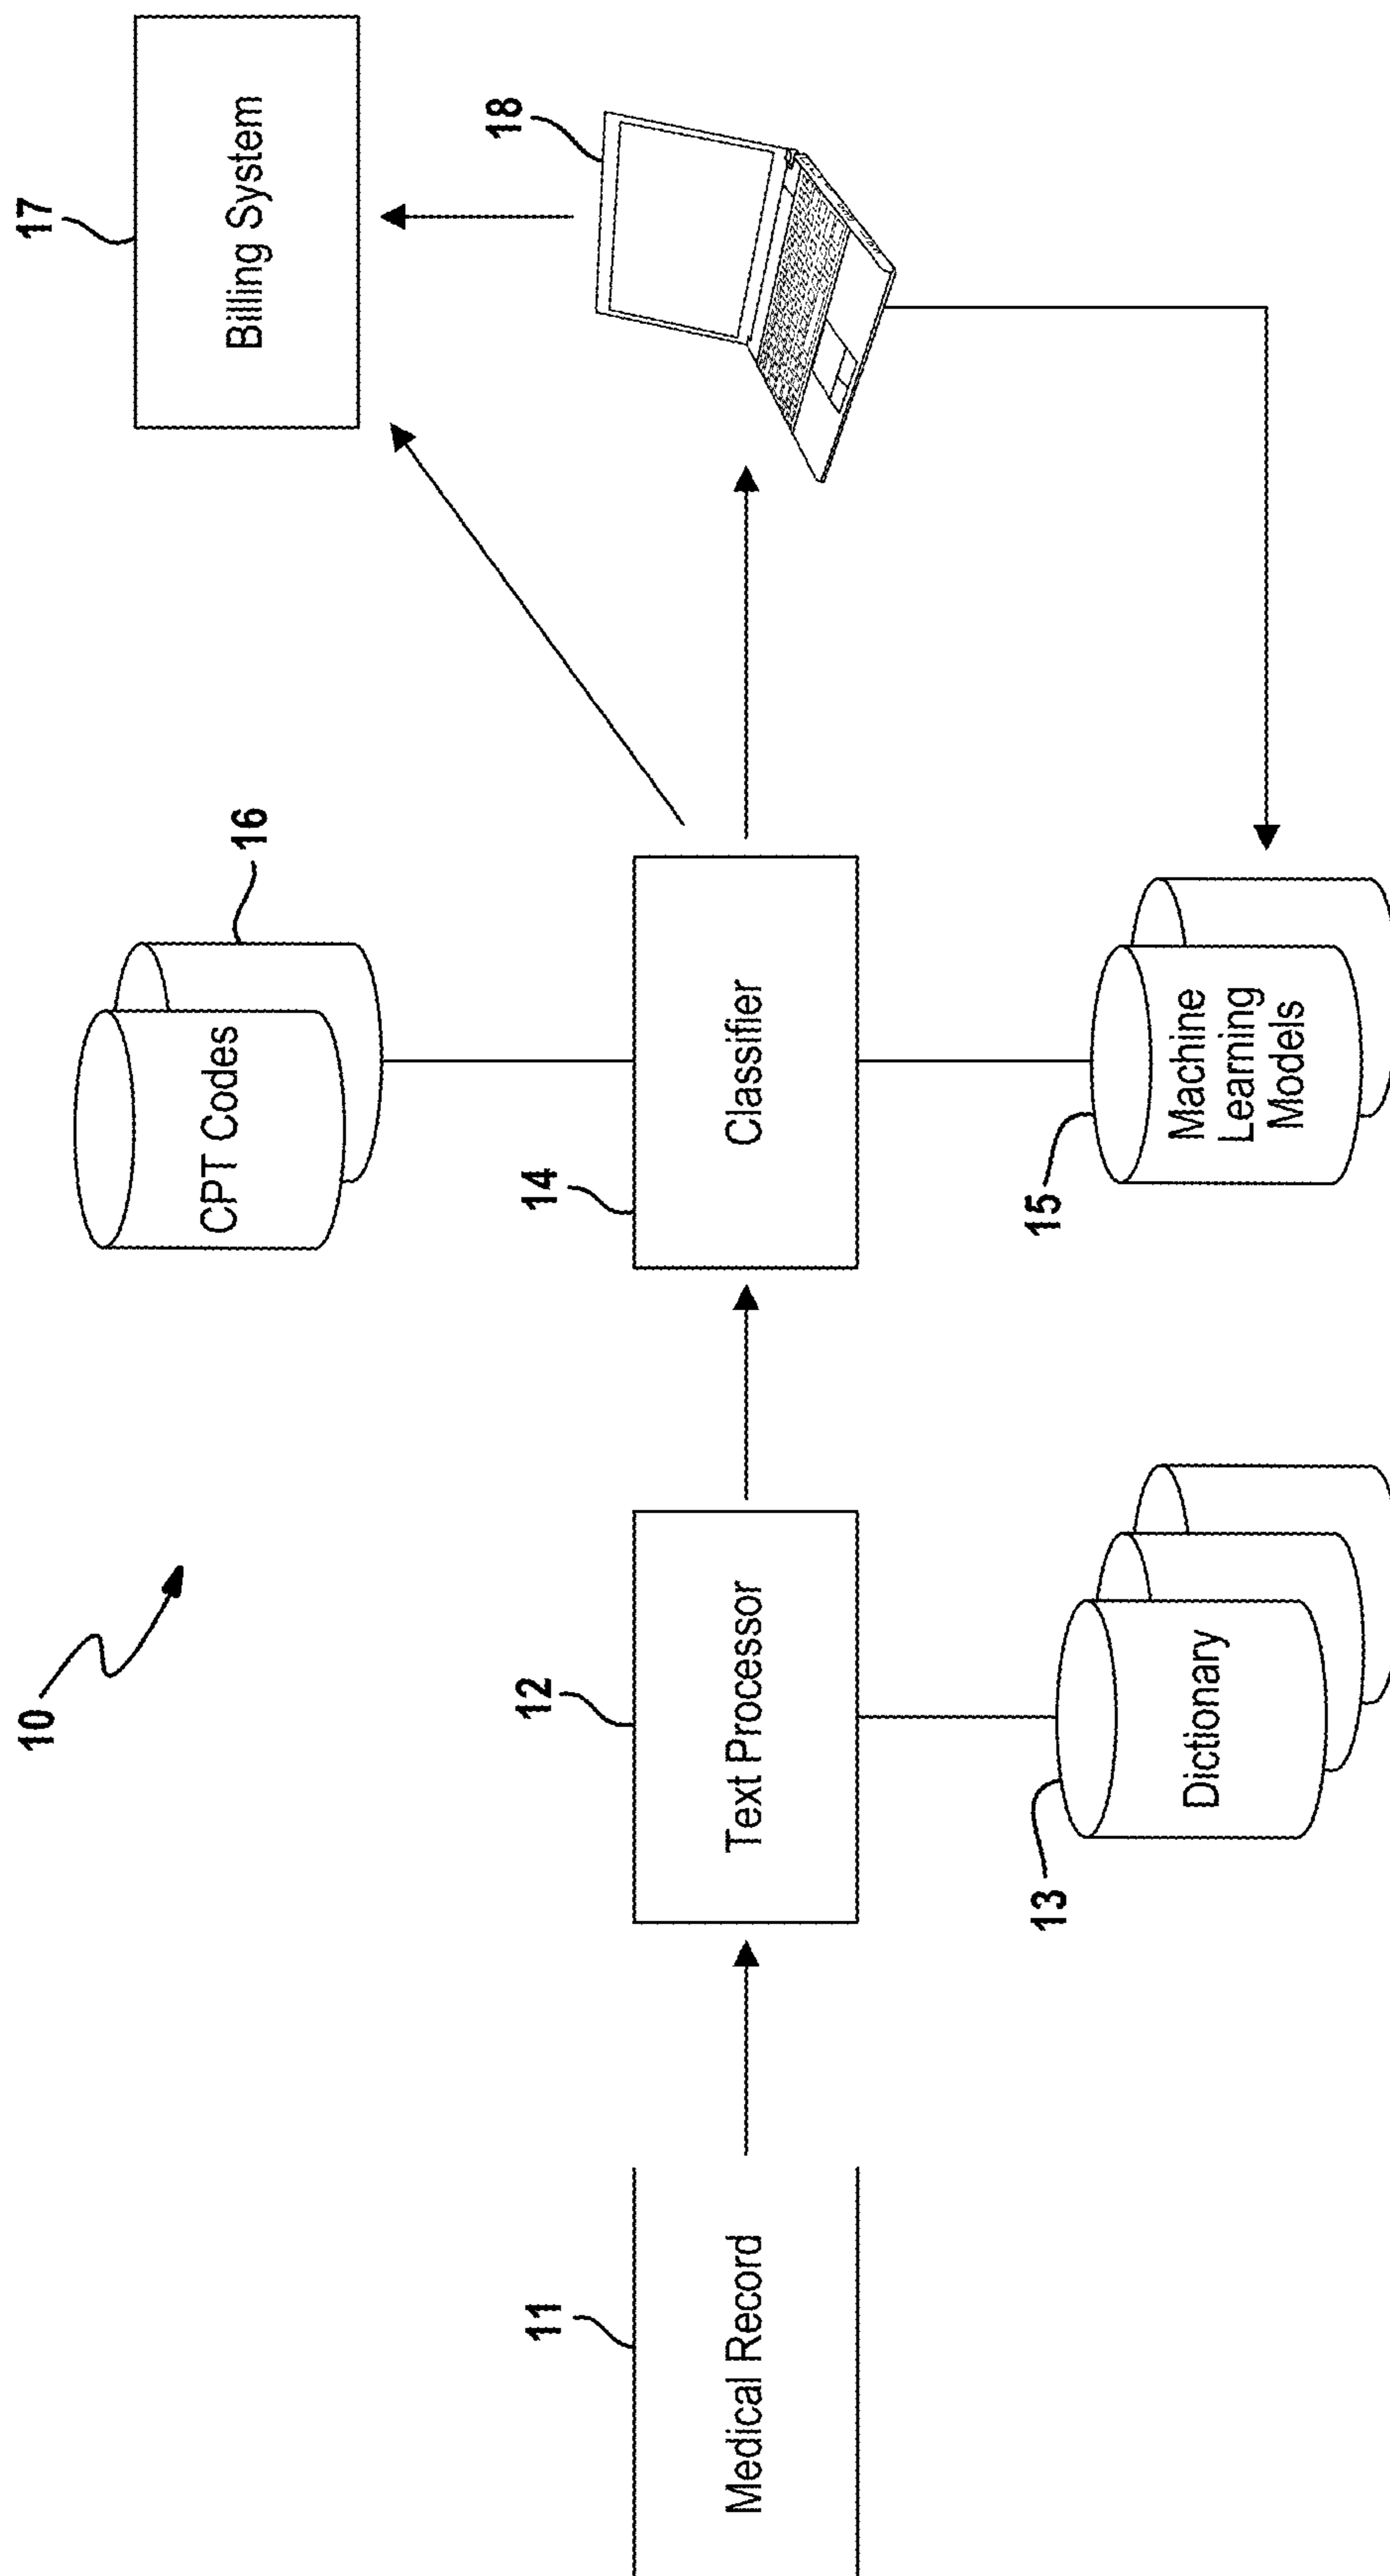 10
17
Billing System
16
CPT Codes
18
11
Medical Record
12
Text Processor
14
Classifier
13
Dictionary
15
Machine
Learning
Models